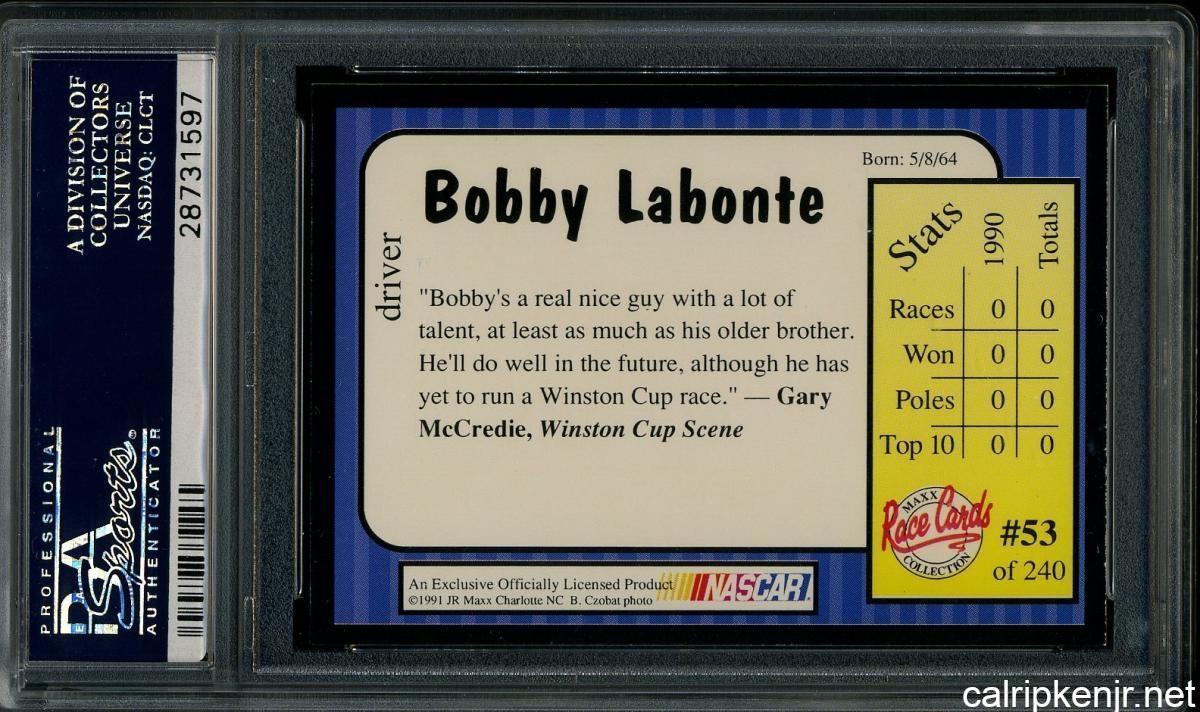 A DIVISION OF
COLLECTORS
UNIVERSE
NASDAQ: CLCT
28731597
PROFESSIONAL
PSA
Sports®
AUTHENTICATOR
Born: 5/8/64
Bobby Labonte
driver
"Bobby's a real nice guy with a lot of
talent, at least as much as his older brother.
He'll do well in the future, although he has
yet to run a Winston Cup race." — Gary
McCredie, Winston Cup Scene
Stats 1990 Totals
Races 0 0
Won 0 0
Poles 0 0
Top 10 0 0
MAXX
Race Cards
COLLECTION
#53
of 240
An Exclusive Officially Licensed Product
©1991 JR Maxx Charlotte NC B. Czobat photo
NASCAR.
calripkenjr.net